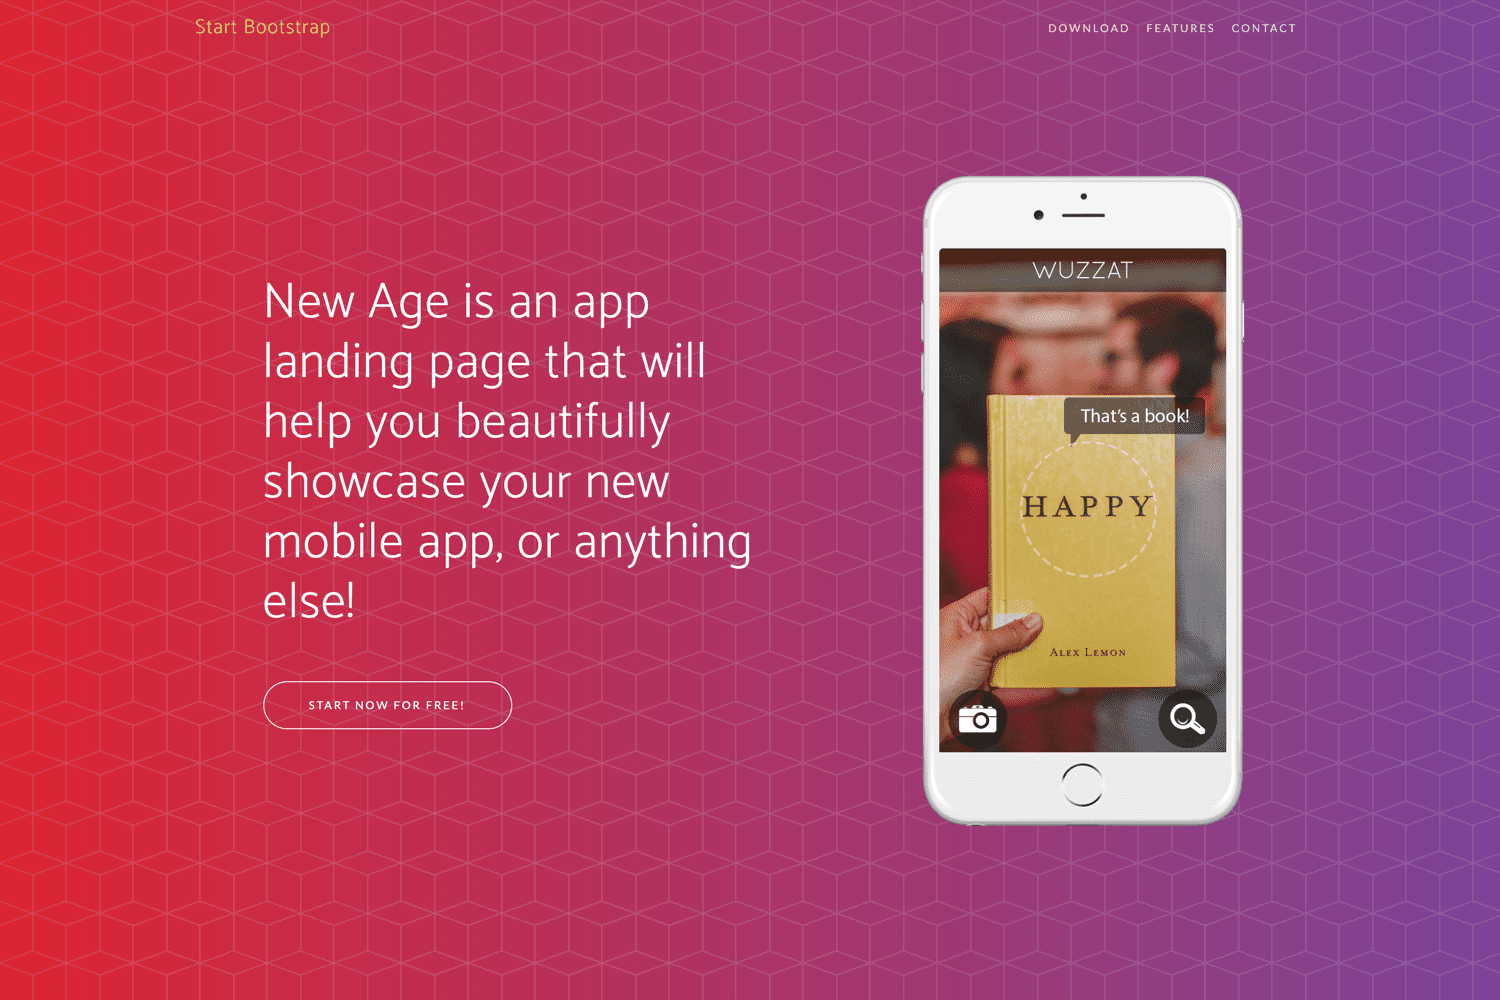 Start Bootstrap
DOWNLOAD FEATURES CONTACT
New Age is an app
landing page that will
help you beautifully
showcase your new
mobile app, or anything
else!
START NOW FOR FREE!
WUZZAT
That's a book!
HAPPY
ALEX LEMON